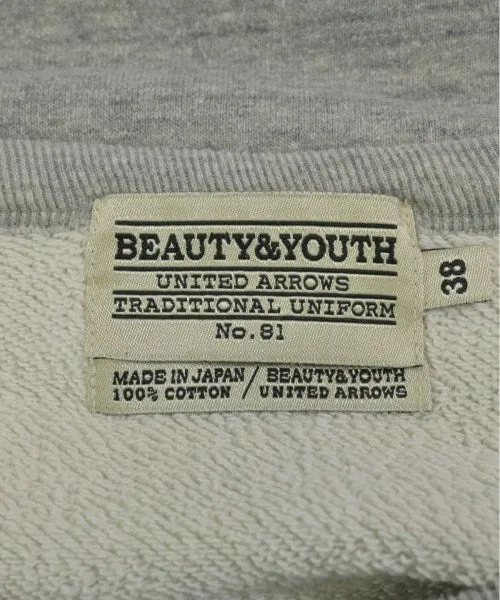 BEAUTY&YOUTH
UNITED ARROWS
TRADITIONAL UNIFORM
No.81
MADE IN JAPAN / BEAUTY&YOUTH
100% COTTON / UNITED ARROWS
38